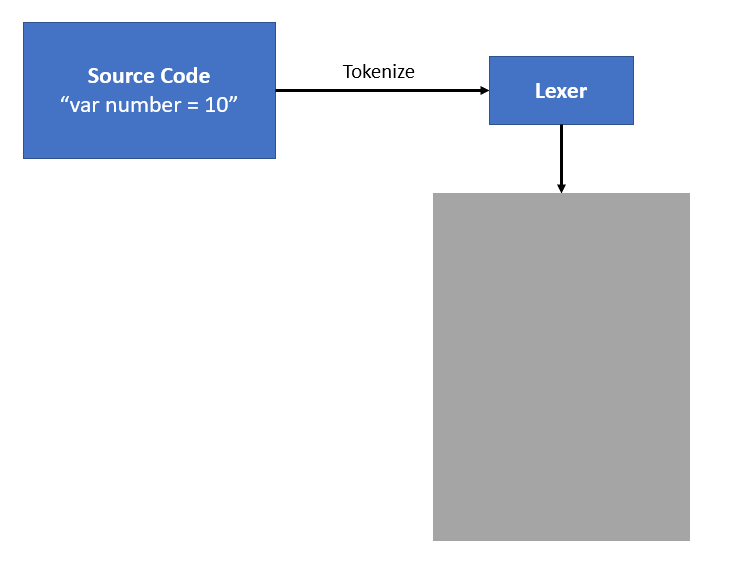 Source Code
“var number = 10”
Tokenize
Lexer